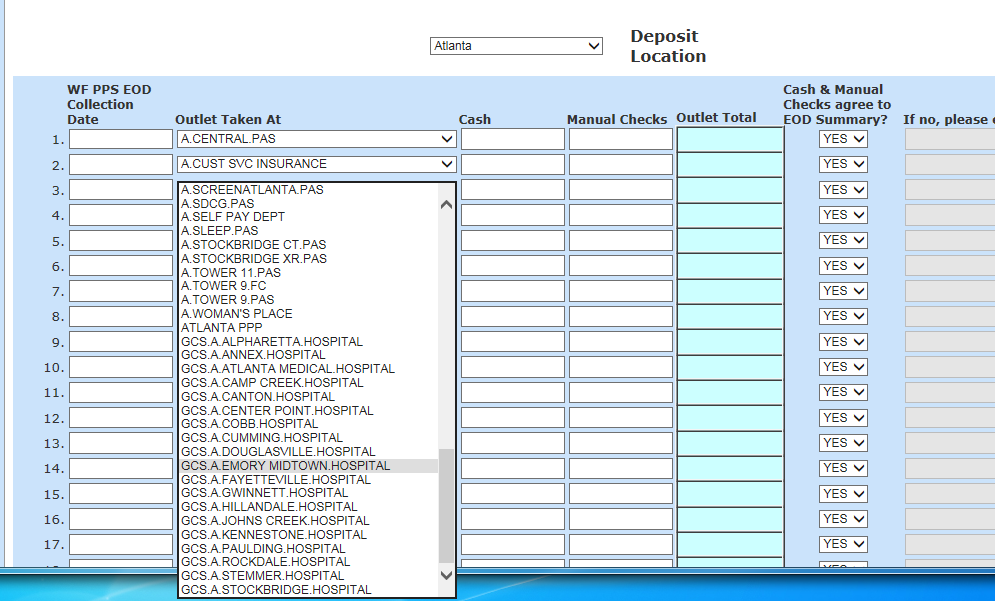 Atlanta
Deposit
Location
WF PPS EOD
Collection
Date
Outlet Taken At
Cash
Manual Checks
Outlet Total
Cash & Manual
Checks agree to
EOD Summary?
If no, please
1. A.CENTRAL.PAS YES
2. A.CUST SVC INSURANCE YES
3. YES
4. YES
5. YES
6. YES
7. YES
8. YES
9. YES
10. YES
11. YES
12. YES
13. YES
14. YES
15. YES
16. YES
17. YES
A.SCREENATLANTA.PAS
A.SDCG.PAS
A.SELF PAY DEPT
A.SLEEP.PAS
A.STOCKBRIDGE CT.PAS
A.STOCKBRIDGE XR.PAS
A.TOWER 11.PAS
A.TOWER 9.FC
A.TOWER 9.PAS
A.WOMAN'S PLACE
ATLANTA PPP
GCS.A.ALPHARETTA.HOSPITAL
GCS.A.ANNEX.HOSPITAL
GCS.A.ATLANTA MEDICAL.HOSPITAL
GCS.A.CAMP CREEK.HOSPITAL
GCS.A.CANTON.HOSPITAL
GCS.A.CENTER POINT.HOSPITAL
GCS.A.COBB.HOSPITAL
GCS.A.CUMMING.HOSPITAL
GCS.A.DOUGLASVILLE.HOSPITAL
GCS.A.EMORY MIDTOWN.HOSPITAL
GCS.A.FAYETTEVILLE.HOSPITAL
GCS.A.GWINNETT.HOSPITAL
GCS.A.HILLANDALE.HOSPITAL
GCS.A.JOHNS CREEK.HOSPITAL
GCS.A.KENNESTONE.HOSPITAL
GCS.A.PAULDING.HOSPITAL
GCS.A.ROCKDALE.HOSPITAL
GCS.A.STEMMER.HOSPITAL
GCS.A.STOCKBRIDGE.HOSPITAL